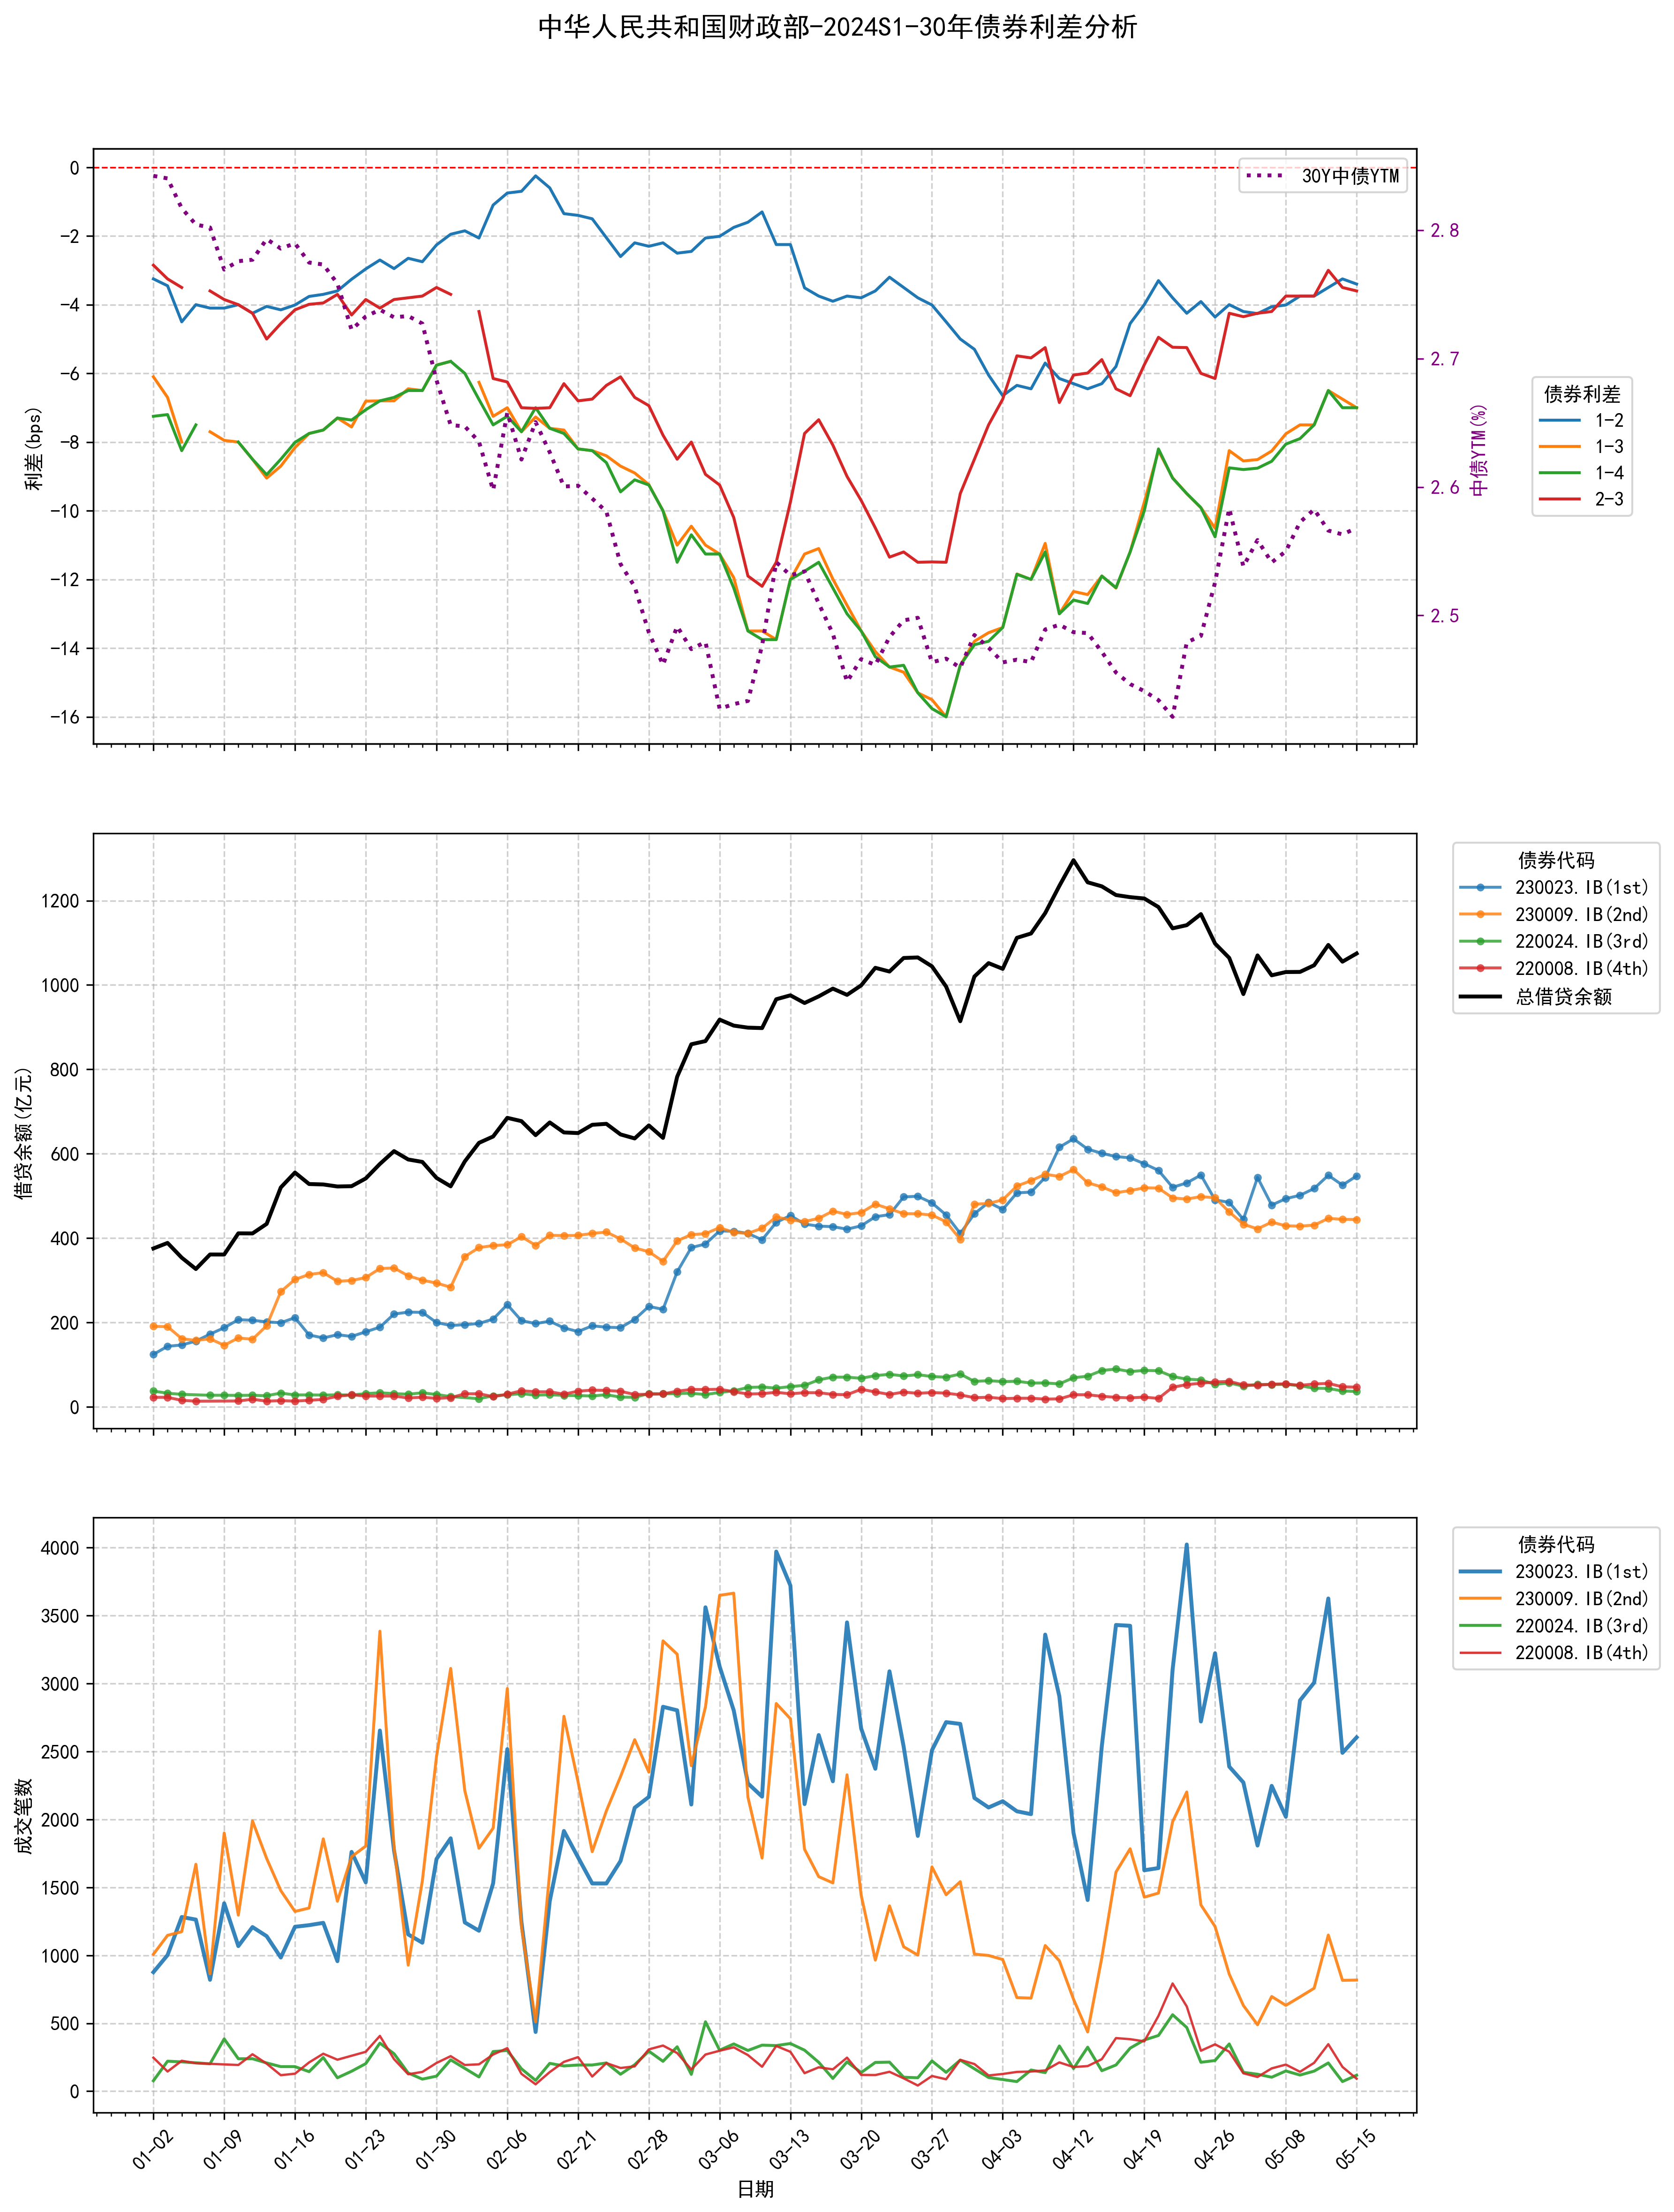 中华人民共和国财政部-2024S1-30年债券利差分析
利差(bps)
0
−2
−4
−6
−8
−10
−12
−14
−16
30Y中债YTM
2.8
2.7
2.6
2.5
中债YTM(%)
债券利差
1-2
1-3
1-4
2-3
借贷余额(亿元)
1200
1000
800
600
400
200
0
债券代码
230023.IB(1st)
230009.IB(2nd)
220024.IB(3rd)
220008.IB(4th)
总借贷余额
成交笔数
4000
3500
3000
2500
2000
1500
1000
500
0
债券代码
230023.IB(1st)
230009.IB(2nd)
220024.IB(3rd)
220008.IB(4th)
01-02
01-09
01-16
01-23
01-30
02-06
02-21
02-28
03-06
03-13
03-20
03-27
04-03
04-12
04-19
04-26
05-08
05-15
日期